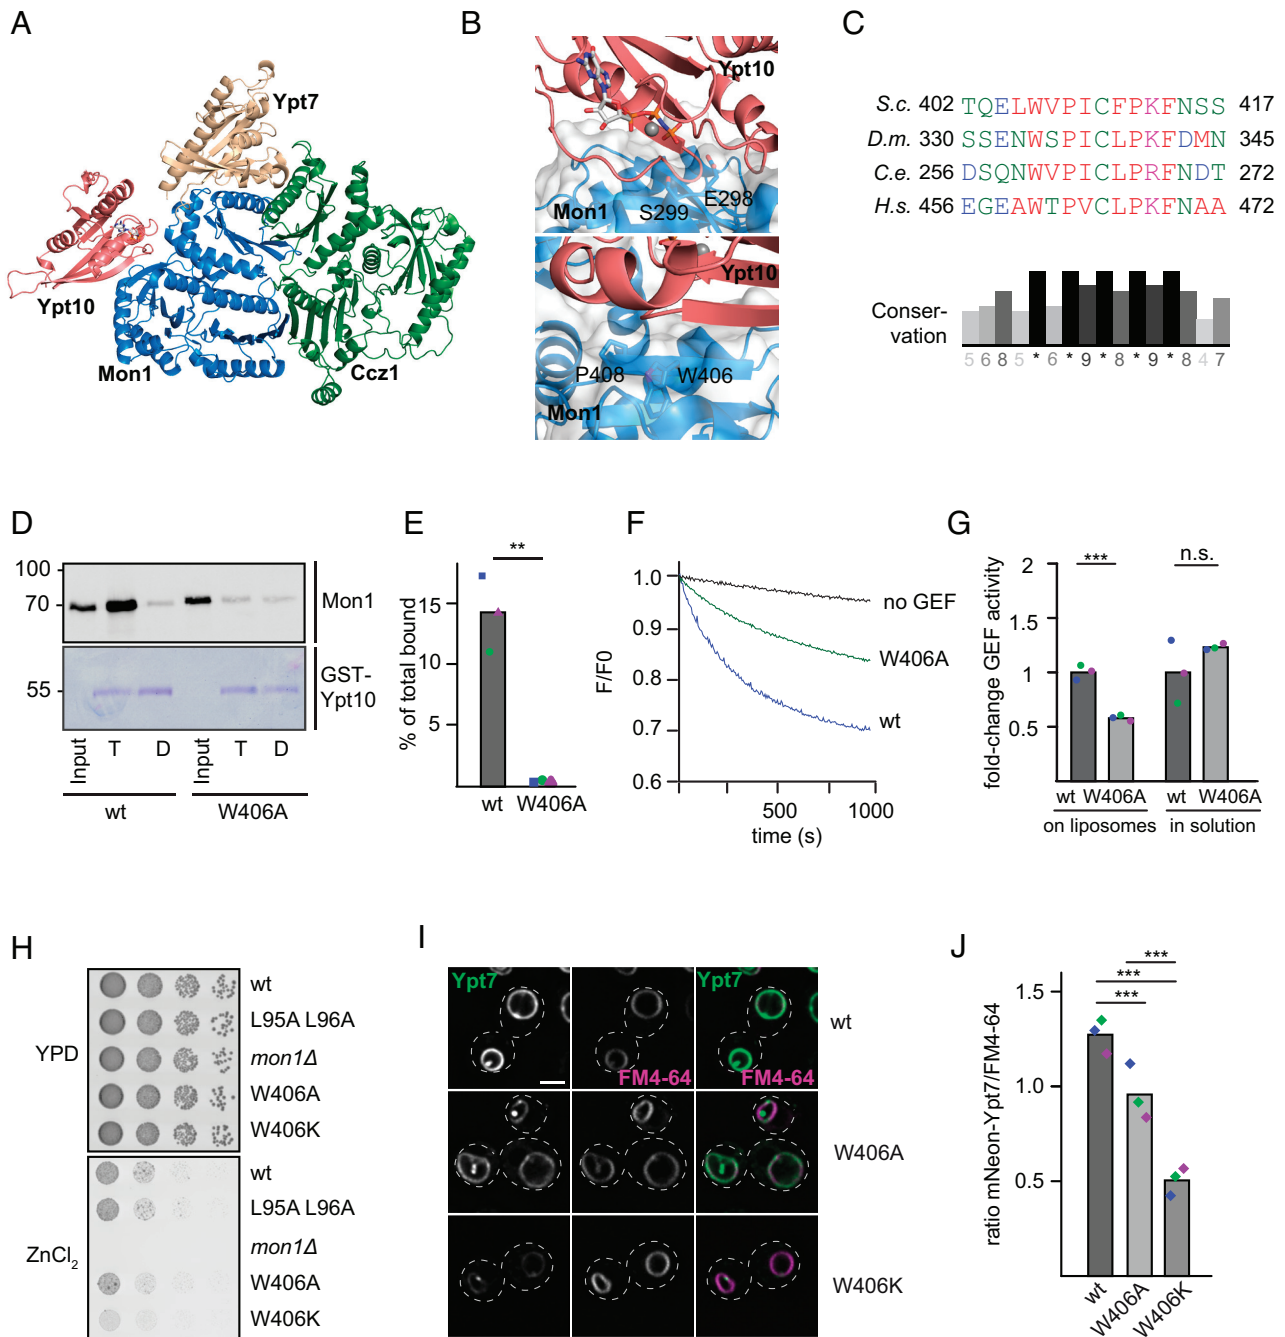 A
Ypt7
Ypt10
Mon1
Ccz1
B
Ypt10
E298
Mon1
S299
Ypt10
P408
W406
Mon1
C
S.c. 402 TQELWVPICFPKFNSS 417
D.m. 330 SSENWSPICLPKFDMN 345
C.e. 256 DSQNWVPICLPRFNDT 272
H.s. 456 EGEAWTPVCLPKFNAA 472
Conser-
vation
5 6 8 5 * 6 * 9 * 8 * 9 * 8 4 7
D
100
70
Mon1
55
GST-
Ypt10
Input T D Input T D
wt W406A
E
**
% of total bound
15
10
5
wt W406A
F
1.0
0.9
0.8
0.7
0.6
F/F0
no GEF
W406A
wt
500 1000
time (s)
G
fold-change GEF activity
2
1.5
1
0.5
***
n.s.
wt W406A wt W406A
on liposomes in solution
H
YPD
wt
L95A L96A
mon1Δ
W406A
W406K
ZnCl2
wt
L95A L96A
mon1Δ
W406A
W406K
I
Ypt7 Ypt7
FM4-64 FM4-64
wt
W406A
W406K
J
***
***
***
ratio mNeon-Ypt7/FM4-64
1.5
1.0
0.5
wt
W406A
W406K